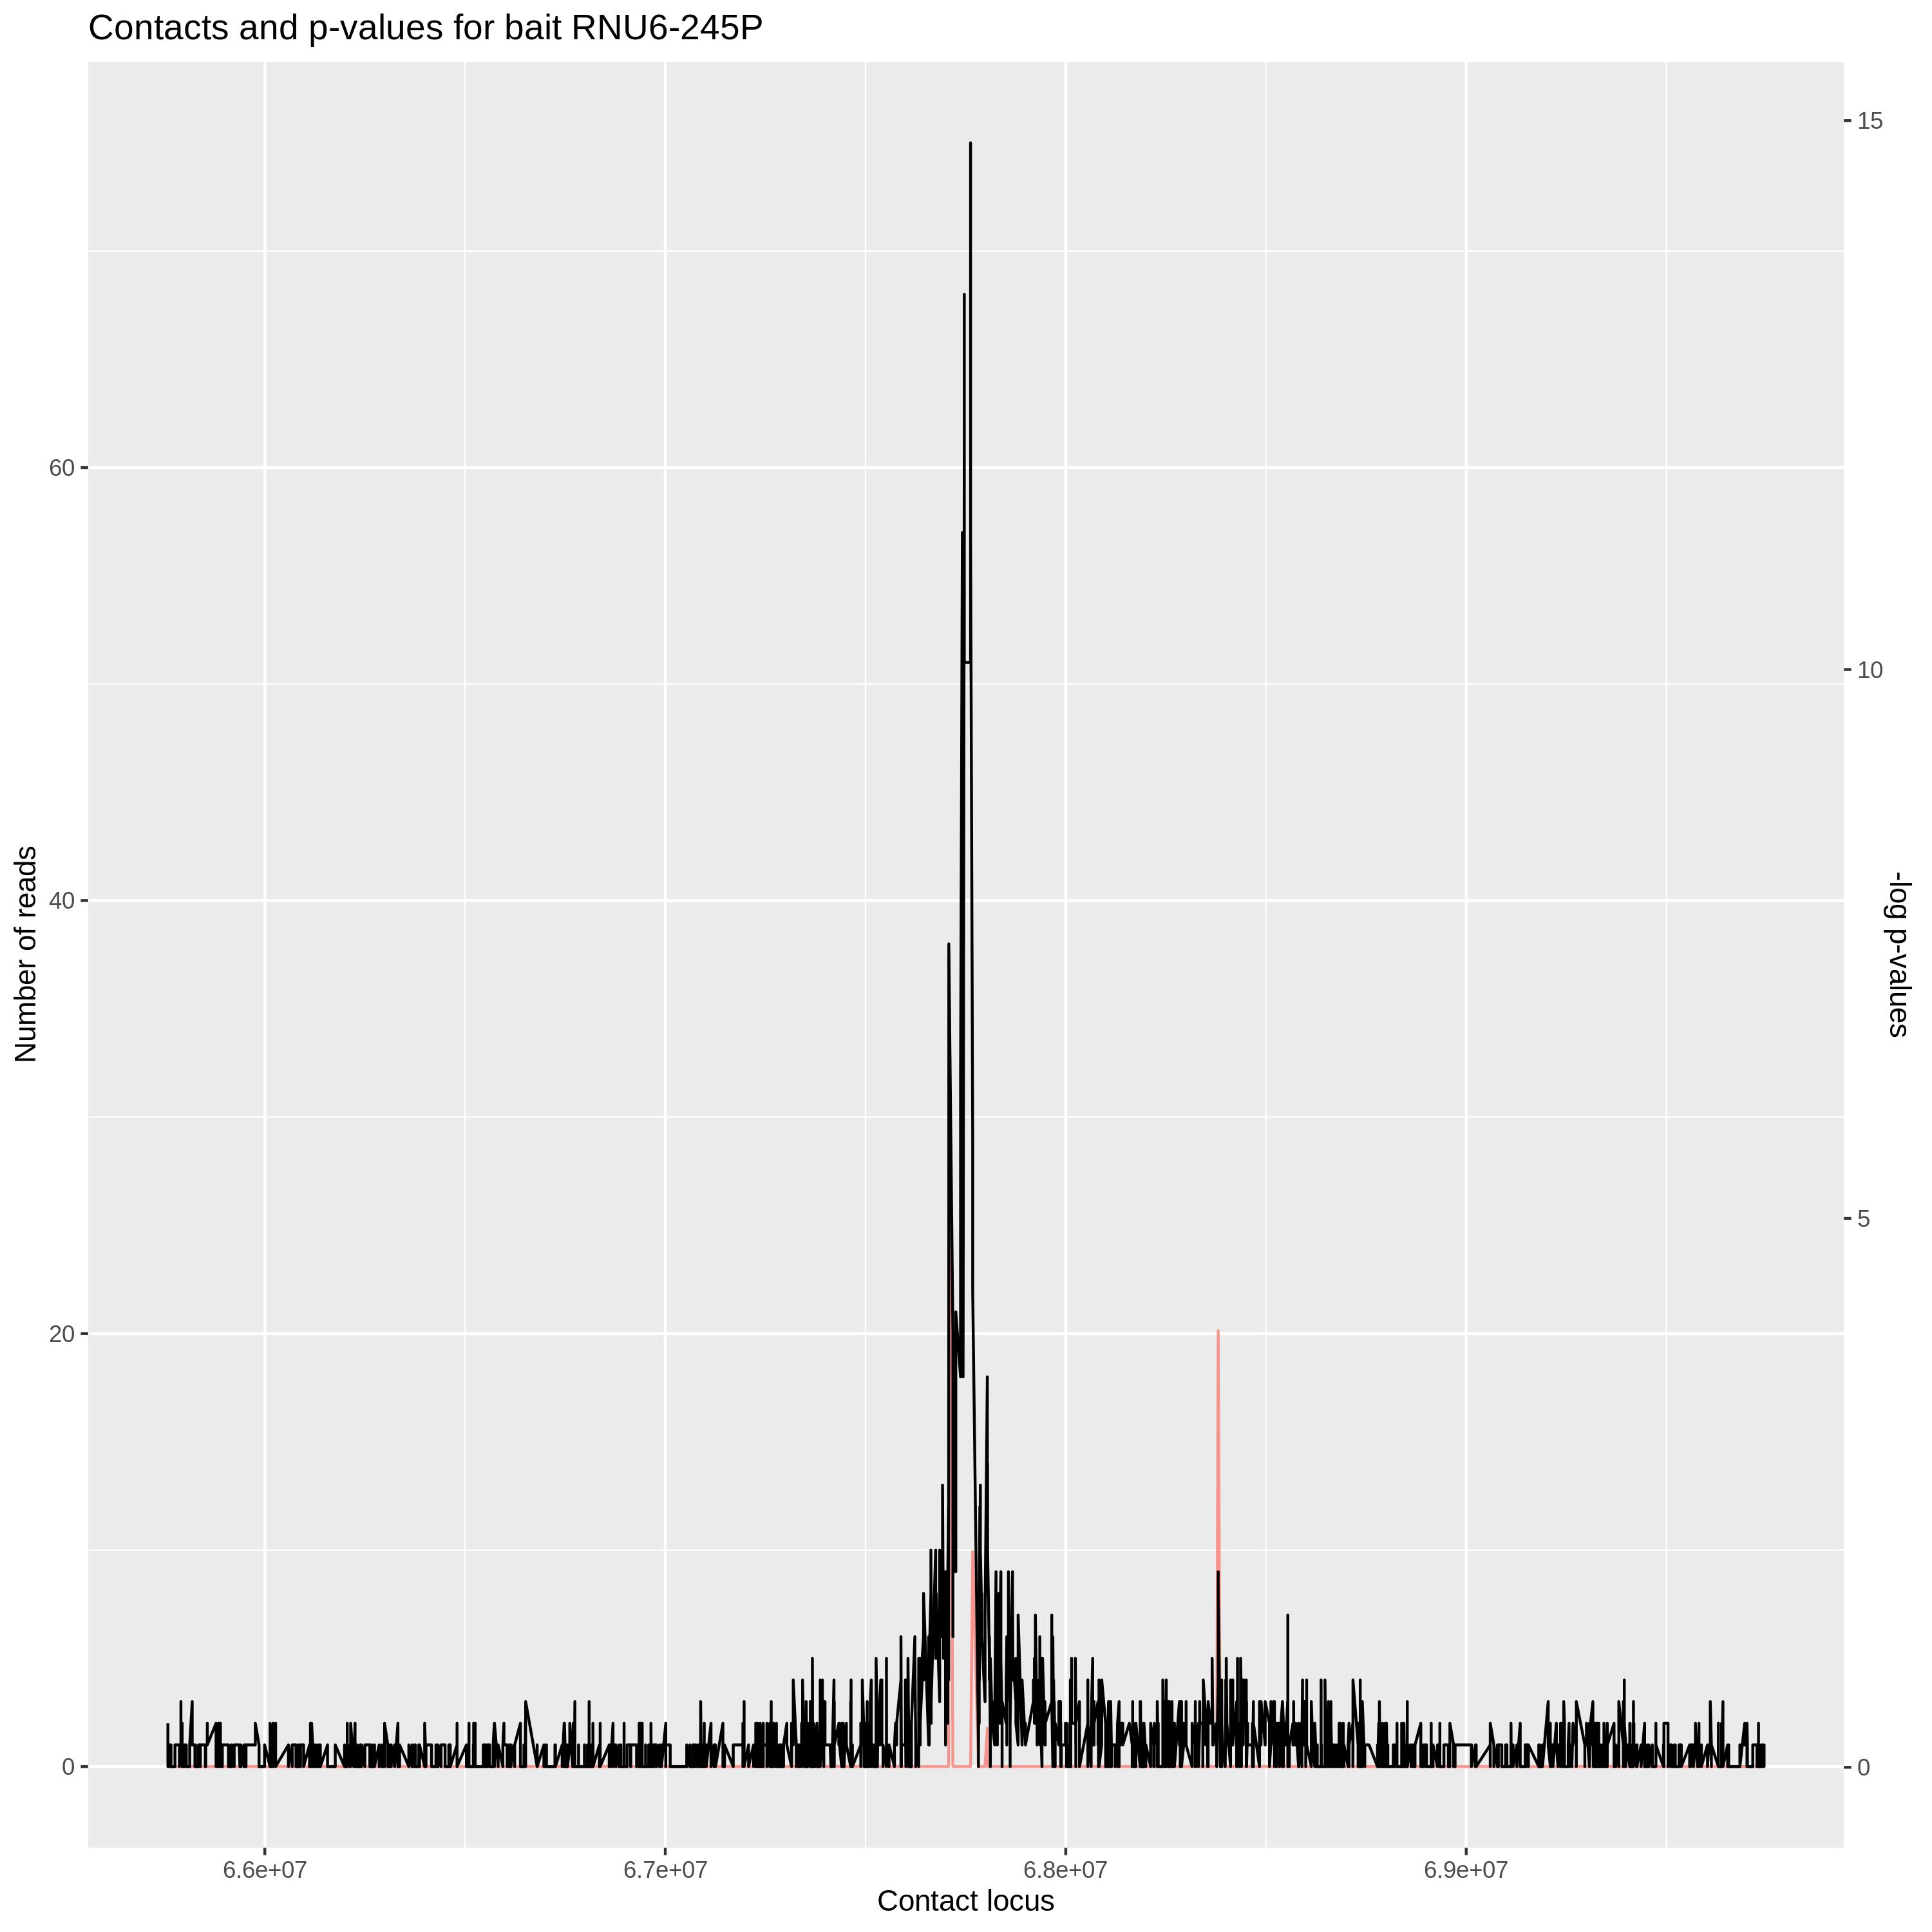 Contacts and p-values for bait RNU6-245P
Number of reads
60
40
20
0
15
10
5
0
-log p-values
6.6e+07
6.7e+07
6.8e+07
6.9e+07
Contact locus